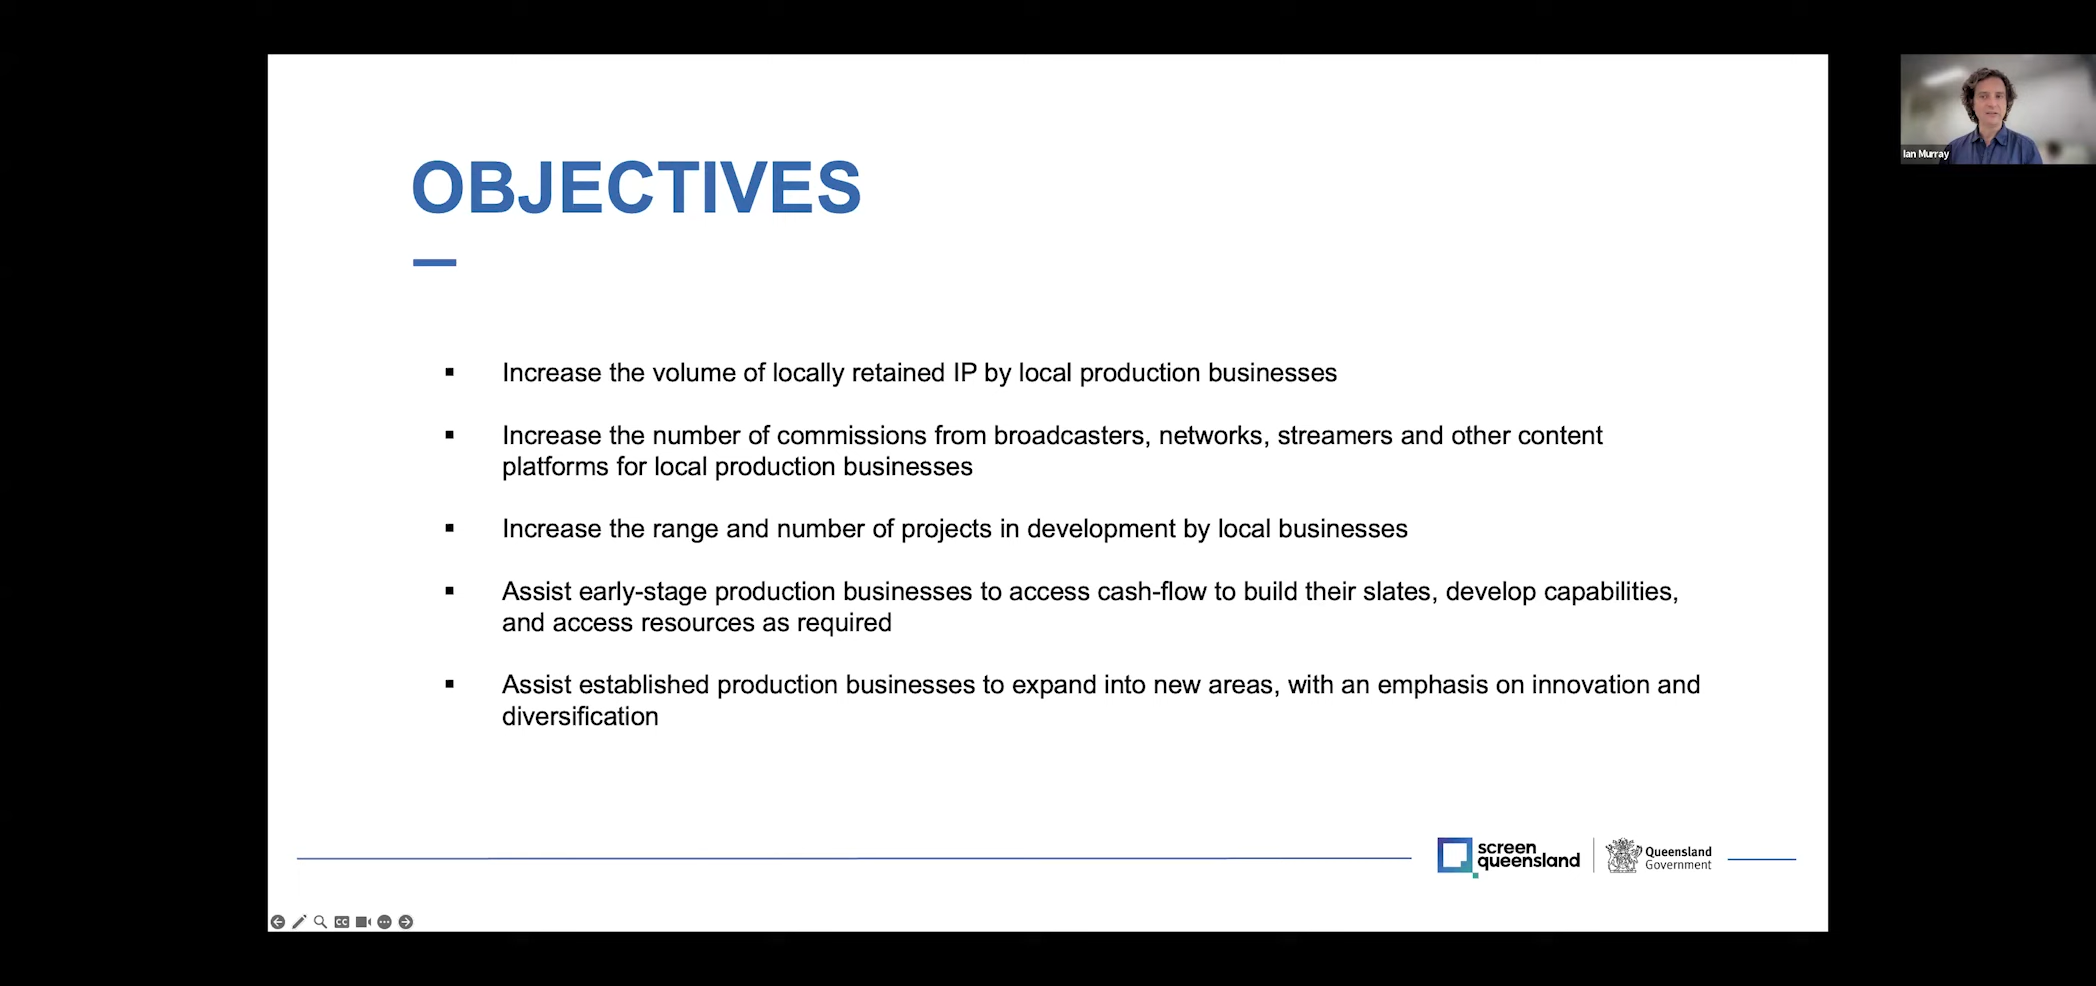 OBJECTIVES
Increase the volume of locally retained IP by local production businesses
Increase the number of commissions from broadcasters, networks, streamers and other content
platforms for local production businesses
Increase the range and number of projects in development by local businesses
Assist early-stage production businesses to access cash-flow to build their slates, develop capabilities,
and access resources as required
Assist established production businesses to expand into new areas, with an emphasis on innovation and
diversification
screen
queensland
Queensland
Government
CC
Ian Murray